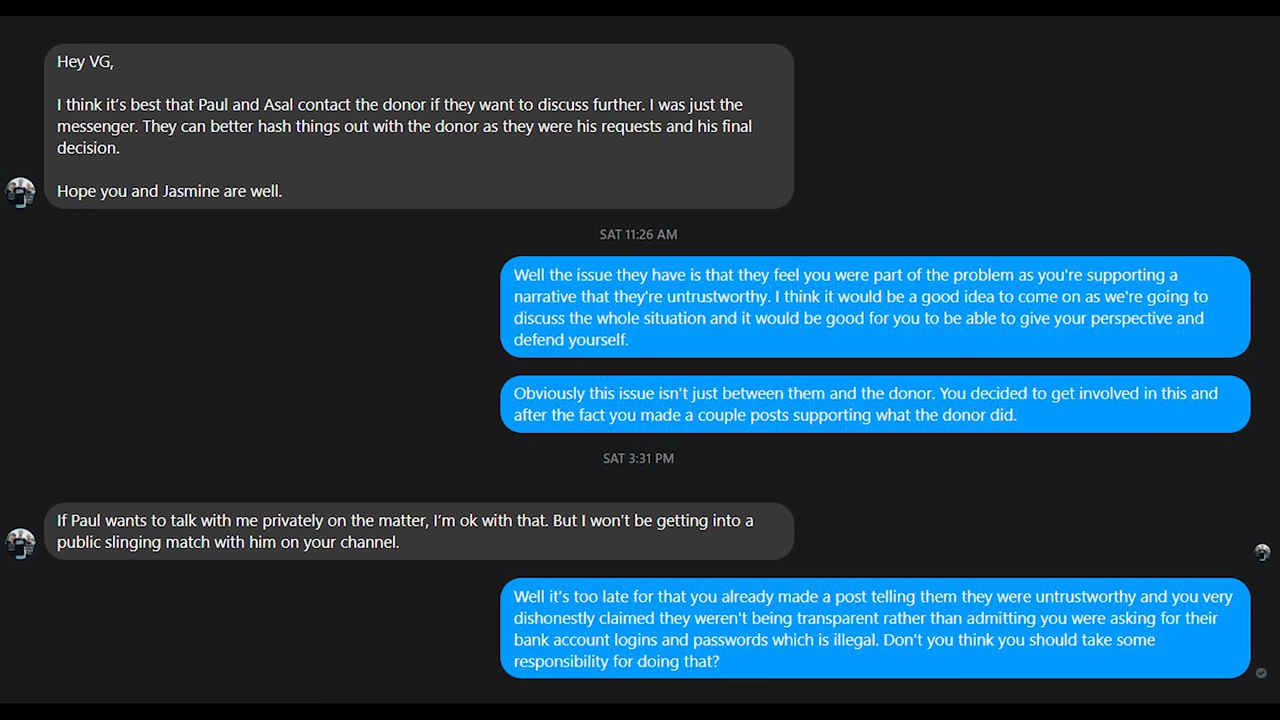 Hey VG,
I think it's best that Paul and Asal contact the donor if they want to discuss further. I was just the
messenger. They can better hash things out with the donor as they were his requests and his final
decision.
Hope you and Jasmine are well.
SAT 11:26 AM
Well the issue they have is that they feel you were part of the problem as you're supporting a
narrative that they're untrustworthy. I think it would be a good idea to come on as we're going to
discuss the whole situation and it would be good for you to be able to give your perspective and
defend yourself.
Obviously this issue isn't just between them and the donor. You decided to get involved in this and
after the fact you made a couple posts supporting what the donor did.
SAT 3:31 PM
If Paul wants to talk with me privately on the matter, I'm ok with that. But I won't be getting into a
public slinging match with him on your channel.
Well it's too late for that you already made a post telling them they were untrustworthy and you very
dishonestly claimed they weren't being transparent rather than admitting you were asking for their
bank account logins and passwords which is illegal. Don't you think you should take some
responsibility for doing that?